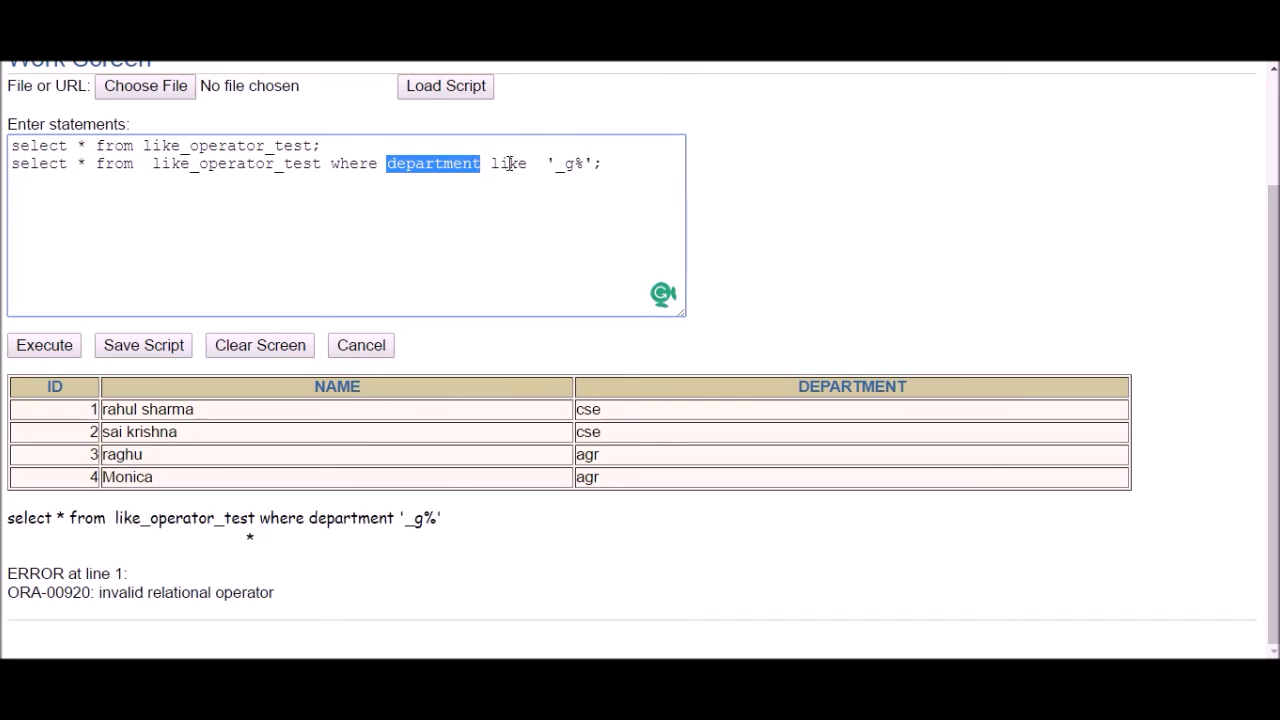 Work Screen
File or URL: Choose File No file chosen Load Script
Enter statements:
select * from like_operator_test;
select * from  like_operator_test where department like  '_g%';
Execute Save Script Clear Screen Cancel
ID NAME DEPARTMENT
1 rahul sharma cse
2 sai krishna cse
3 raghu agr
4 Monica agr
select * from  like_operator_test where department '_g%'
*
ERROR at line 1:
ORA-00920: invalid relational operator